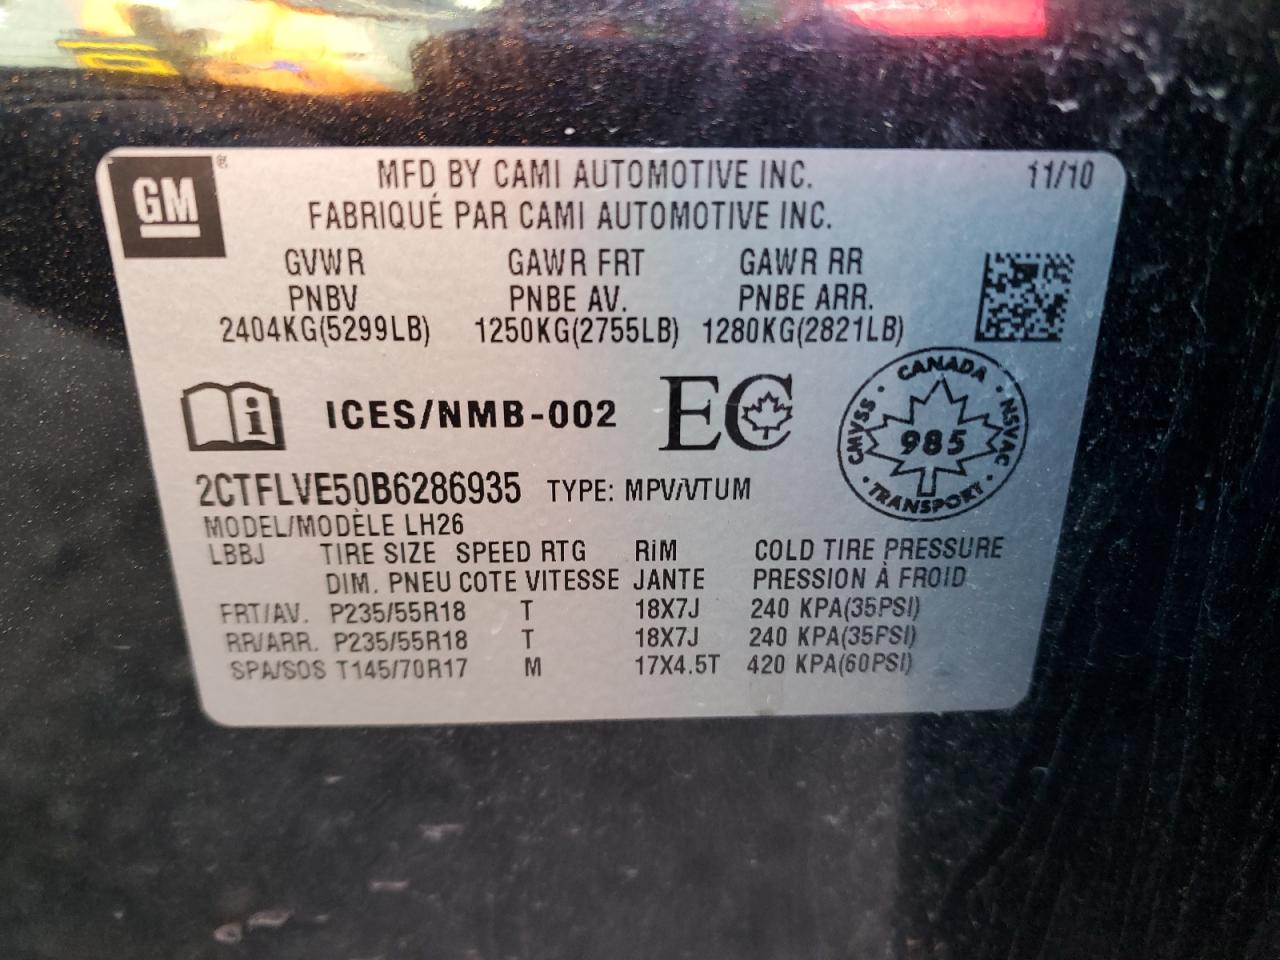 GM®
MFD BY CAMI AUTOMOTIVE INC. 11/10
FABRIQUÉ PAR CAMI AUTOMOTIVE INC.
GVWR GAWR FRT GAWR RR
PNBV PNBE AV. PNBE ARR.
2404KG(5299LB) 1250KG(2755LB) 1280KG(2821LB)
i ICES/NMB-002 EC
CANADA
CMVSS 985 NSVAC
TRANSPORT
2CTFLVE50B6286935 TYPE: MPV/VTUM
MODEL/MODÈLE LH26
LBBJ TIRE SIZE SPEED RTG RIM COLD TIRE PRESSURE
DIM. PNEU COTE VITESSE JANTE PRESSION À FROID
FRT/AV. P235/55R18 T 18X7J 240 KPA(35PSI)
RR/ARR. P235/55R18 T 18X7J 240 KPA(35PSI)
SPA/SOS T145/70R17 M 17X4.5T 420 KPA(60PSI)